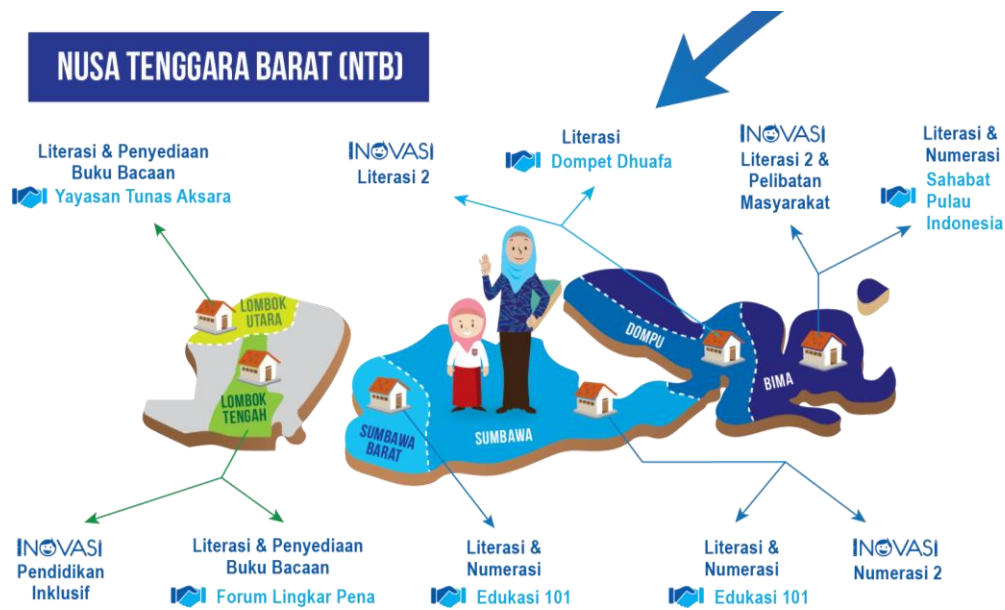 NUSA TENGGARA BARAT (NTB)
Literasi & Penyediaan
Buku Bacaan
Yayasan Tunas Aksara
INOVASI
Literasi 2
Literasi
Dompet Dhuafa
INOVASI
Literasi 2 &
Pelibatan
Masyarakat
Literasi &
Numerasi
Sahabat
Pulau
Indonesia
LOMBOK
UTARA
LOMBOK
TENGAH
SUMBAWA
BARAT
SUMBAWA
DOMPU
BIMA
INOVASI
Pendidikan
Inklusif
Literasi & Penyediaan
Buku Bacaan
Forum Lingkar Pena
Literasi &
Numerasi
Edukasi 101
Literasi &
Numerasi
Edukasi 101
INOVASI
Numerasi 2